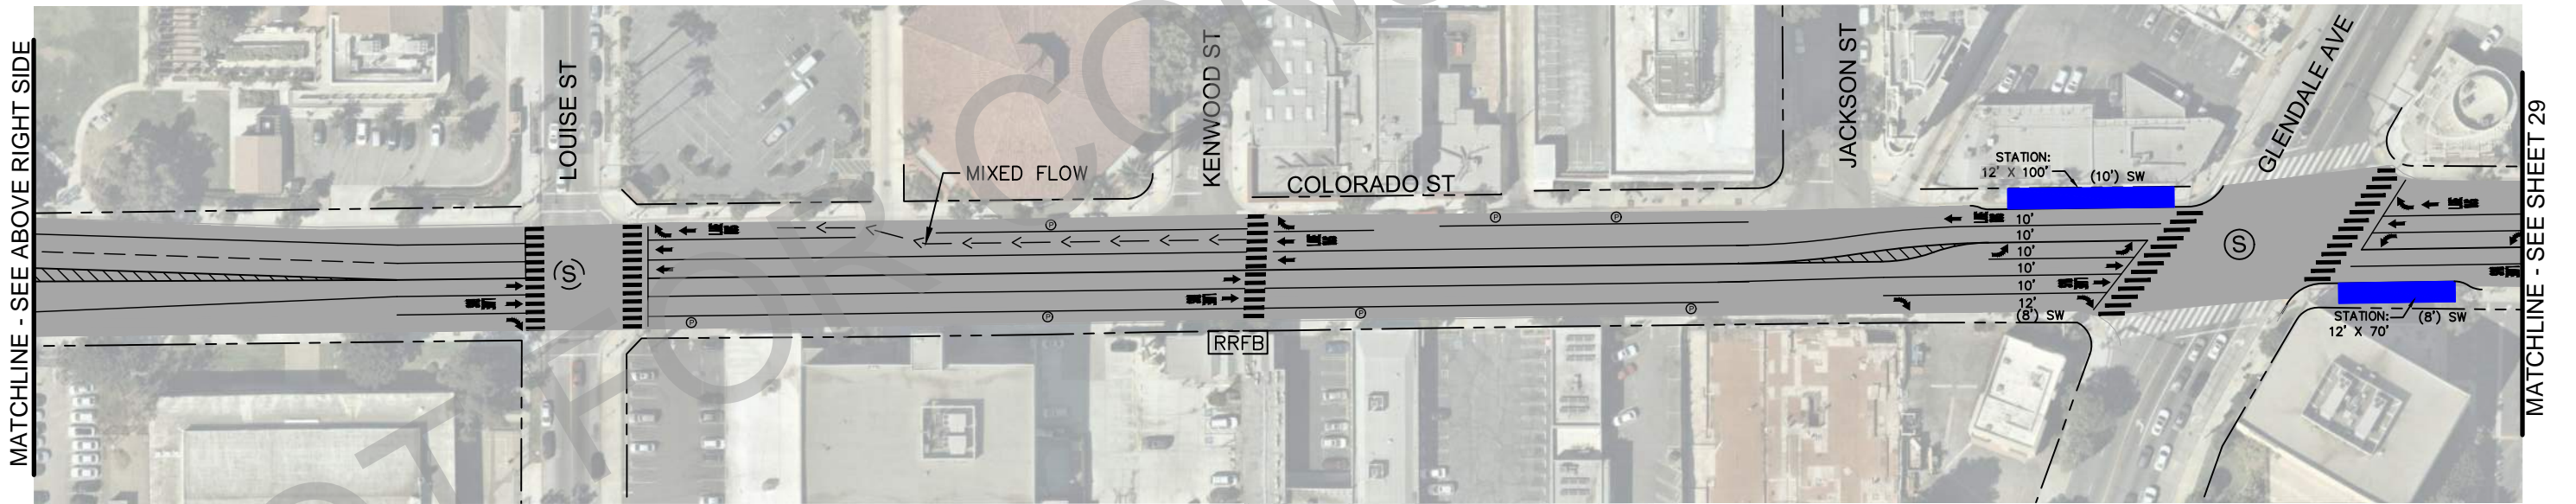 MATCHLINE - SEE ABOVE RIGHT SIDE
LOUISE ST
MIXED FLOW
KENWOOD ST
COLORADO ST
JACKSON ST
STATION:
12' X 100'
(10') SW
GLENDALE AVE
MATCHLINE - SEE SHEET 29
P
P
P
10'
10'
10'
10'
10'
12'
(8') SW
S
S
P
P
P
P
RRFB
STATION:
12' X 70'
(8') SW
T FOR CON